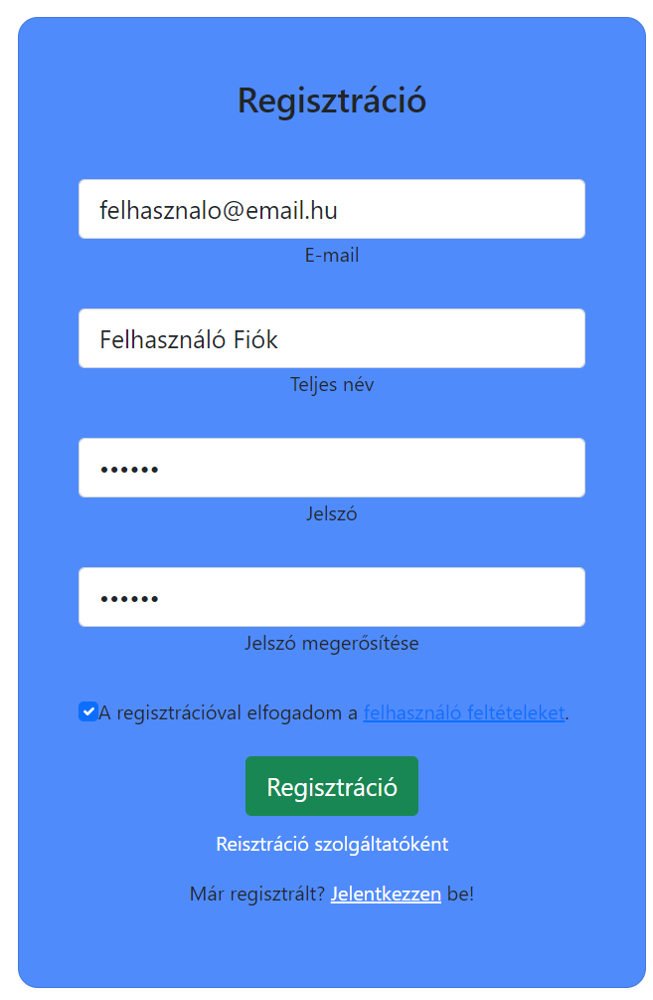 Regisztráció
felhasznalo@email.hu
E-mail
Felhasználó Fiók
Teljes név
••••••
Jelszó
••••••
Jelszó megerősítése
A regisztrációval elfogadom a felhasználó feltételeket.
Regisztráció
Reisztráció szolgáltatóként
Már regisztrált? Jelentkezzen be!